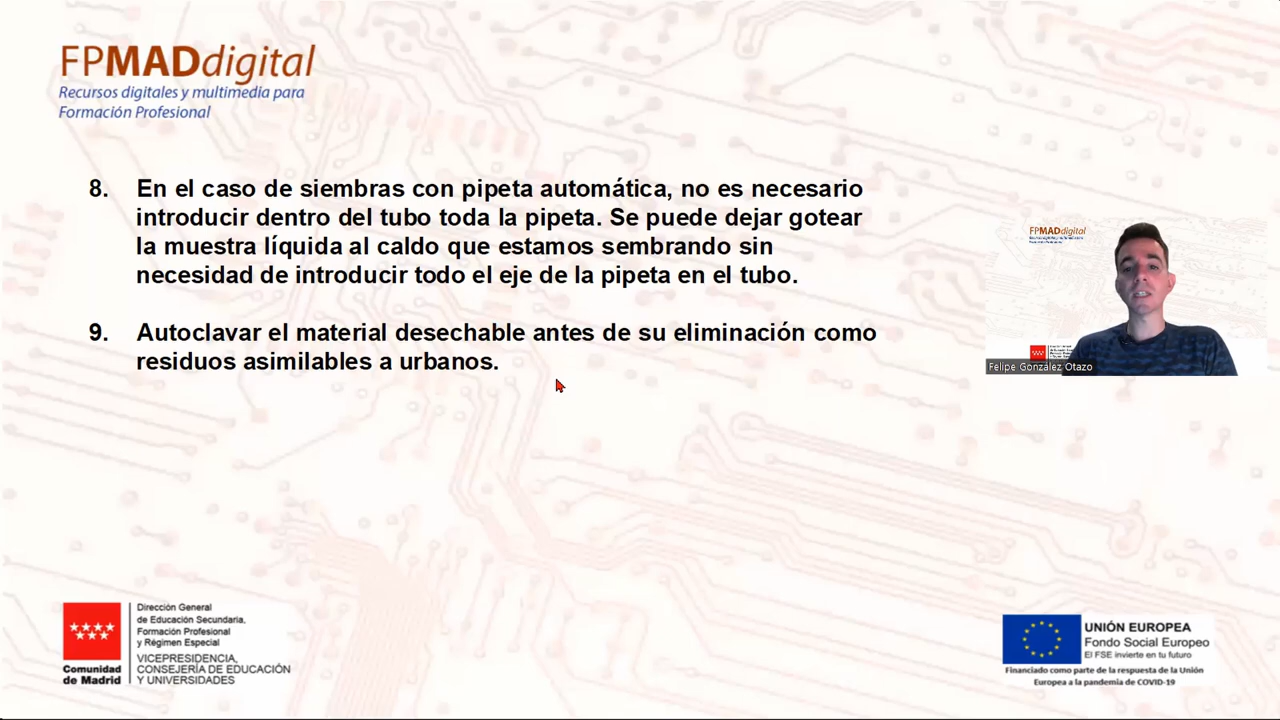 FPMADdigital
Recursos digitales y multimedia para
Formación Profesional
8. En el caso de siembras con pipeta automática, no es necesario
introducir dentro del tubo toda la pipeta. Se puede dejar gotear
la muestra líquida al caldo que estamos sembrando sin
necesidad de introducir todo el eje de la pipeta en el tubo.
9. Autoclavar el material desechable antes de su eliminación como
residuos asimilables a urbanos.
FPMADdigital
Felipe González Otazo
Comunidad
de Madrid
Dirección General
de Educación Secundaria,
Formación Profesional
y Régimen Especial
VICEPRESIDENCIA,
CONSEJERÍA DE EDUCACIÓN
Y UNIVERSIDADES
UNIÓN EUROPEA
Fondo Social Europeo
El FSE invierte en tu futuro
Financiado como parte de la respuesta de la Unión
Europea a la pandemia de COVID-19